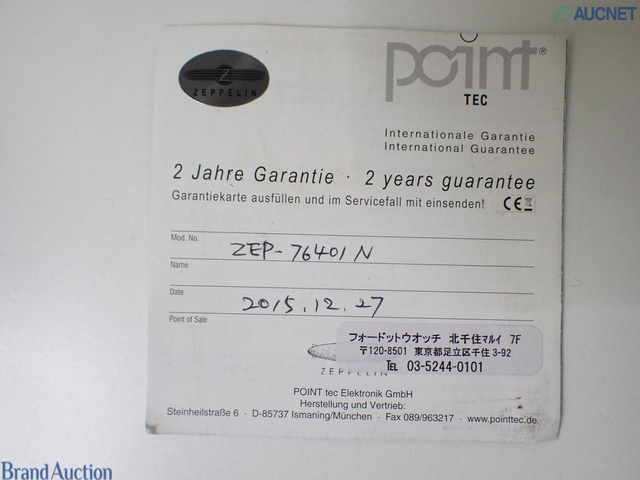 AUCNET
Z
ZEPPELIN
point®
TEC
Internationale Garantie
International Guarantee
2 Jahre Garantie · 2 years guarantee
Garantiekarte ausfüllen und im Servicefall mit einsenden! CE
Mod. No.
ZEP-76401N
Name
Date
2015.12.27
Point of Sale
フォードットウオッチ 北千住マルイ 7F
〒120-8501 東京都足立区千住 3-92
℡ 03-5244-0101
ZEPPELIN
POINT tec Elektronik GmbH
Herstellung und Vertrieb:
Steinheilstraße 6 · D-85737 Ismaning/München · Fax 089/963217 · www.pointtec.de
Brand Auction